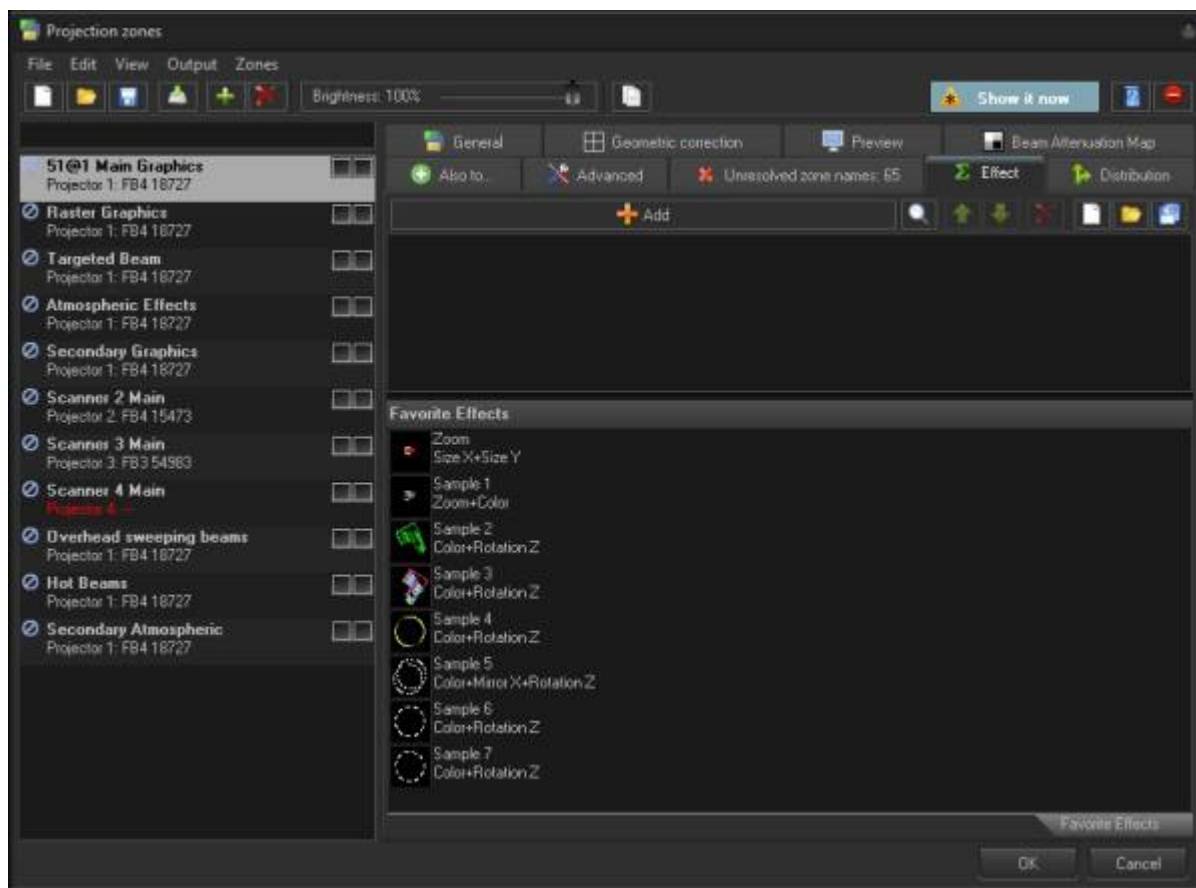 Projection zones
File Edit View Output Zones
Brightness: 100%
Show it now
51@1 Main Graphics
Projector 1: FB4 18727
Raster Graphics
Projector 1: FB4 18727
Targeted Beam
Projector 1: FB4 18727
Atmospheric Effects
Projector 1: FB4 18727
Secondary Graphics
Projector 1: FB4 18727
Scanner 2 Main
Projector 2: FB4 15473
Scanner 3 Main
Projector 3: FB3 54983
Scanner 4 Main
Projector 4: --
Overhead sweeping beams
Projector 1: FB4 18727
Hot Beams
Projector 1: FB4 18727
Secondary Atmospheric
Projector 1: FB4 18727
General Geometric correction Preview Beam Attenuation Map
Also to... Advanced Unresolved zone names: 65 Effect Distribution
Add
Favorite Effects
Zoom
Size X+Size Y
Sample 1
Zoom+Color
Sample 2
Color+Rotation Z
Sample 3
Color+Rotation Z
Sample 4
Color+Rotation Z
Sample 5
Color+Mirror X+Rotation Z
Sample 6
Color+Rotation Z
Sample 7
Color+Rotation Z
Favorite Effects
OK Cancel